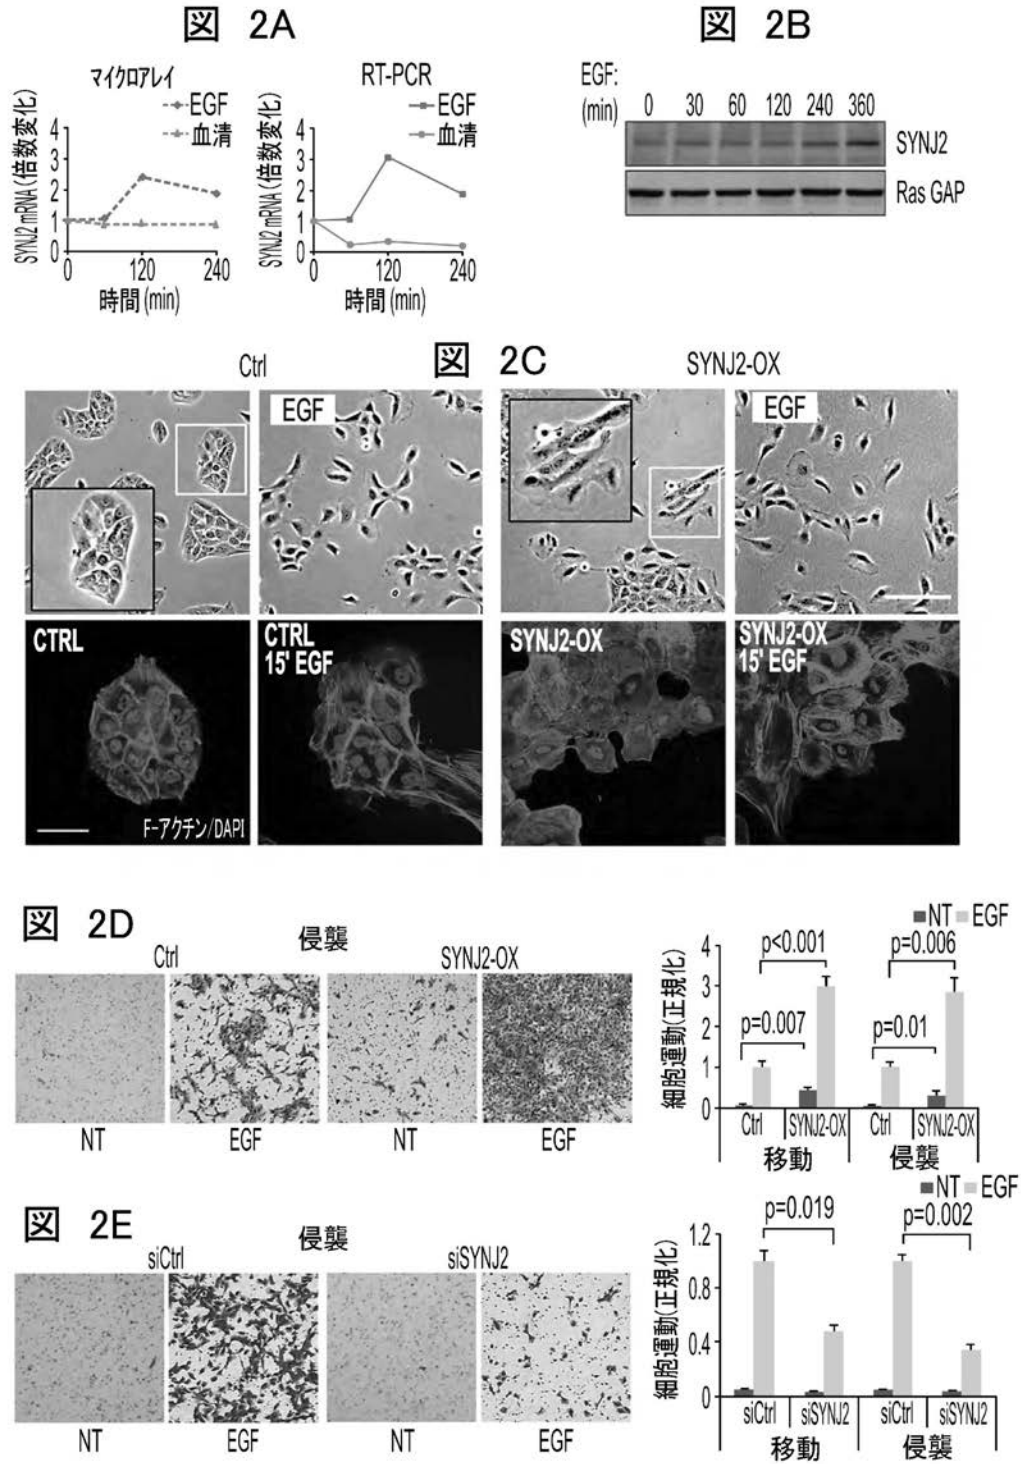 図 2A
マイクロアレイ
EGF
血清
SYNJ2 mRNA(倍数変化)
4
3
2
1
0
0 120 240
時間(min)
RT-PCR
EGF
血清
SYNJ2 mRNA(倍数変化)
4
3
2
1
0
0 120 240
時間(min)
図 2B
EGF:
(min) 0 30 60 120 240 360
SYNJ2
Ras GAP
図 2C
Ctrl
SYNJ2-OX
EGF
EGF
CTRL
CTRL
15' EGF
SYNJ2-OX
SYNJ2-OX
15' EGF
F-アクチン/DAPI
図 2D
侵襲
Ctrl
SYNJ2-OX
NT
EGF
NT
EGF
NT EGF
細胞運動(正規化)
4
3
2
1
0
p<0.001
p=0.006
p=0.007
p=0.01
Ctrl SYNJ2-OX Ctrl SYNJ2-OX
移動 侵襲
図 2E
侵襲
siCtrl
siSYNJ2
NT
EGF
NT
EGF
NT EGF
細胞運動(正規化)
1.2
0.8
0.4
0
p=0.019
p=0.002
siCtrl siSYNJ2 siCtrl siSYNJ2
移動 侵襲